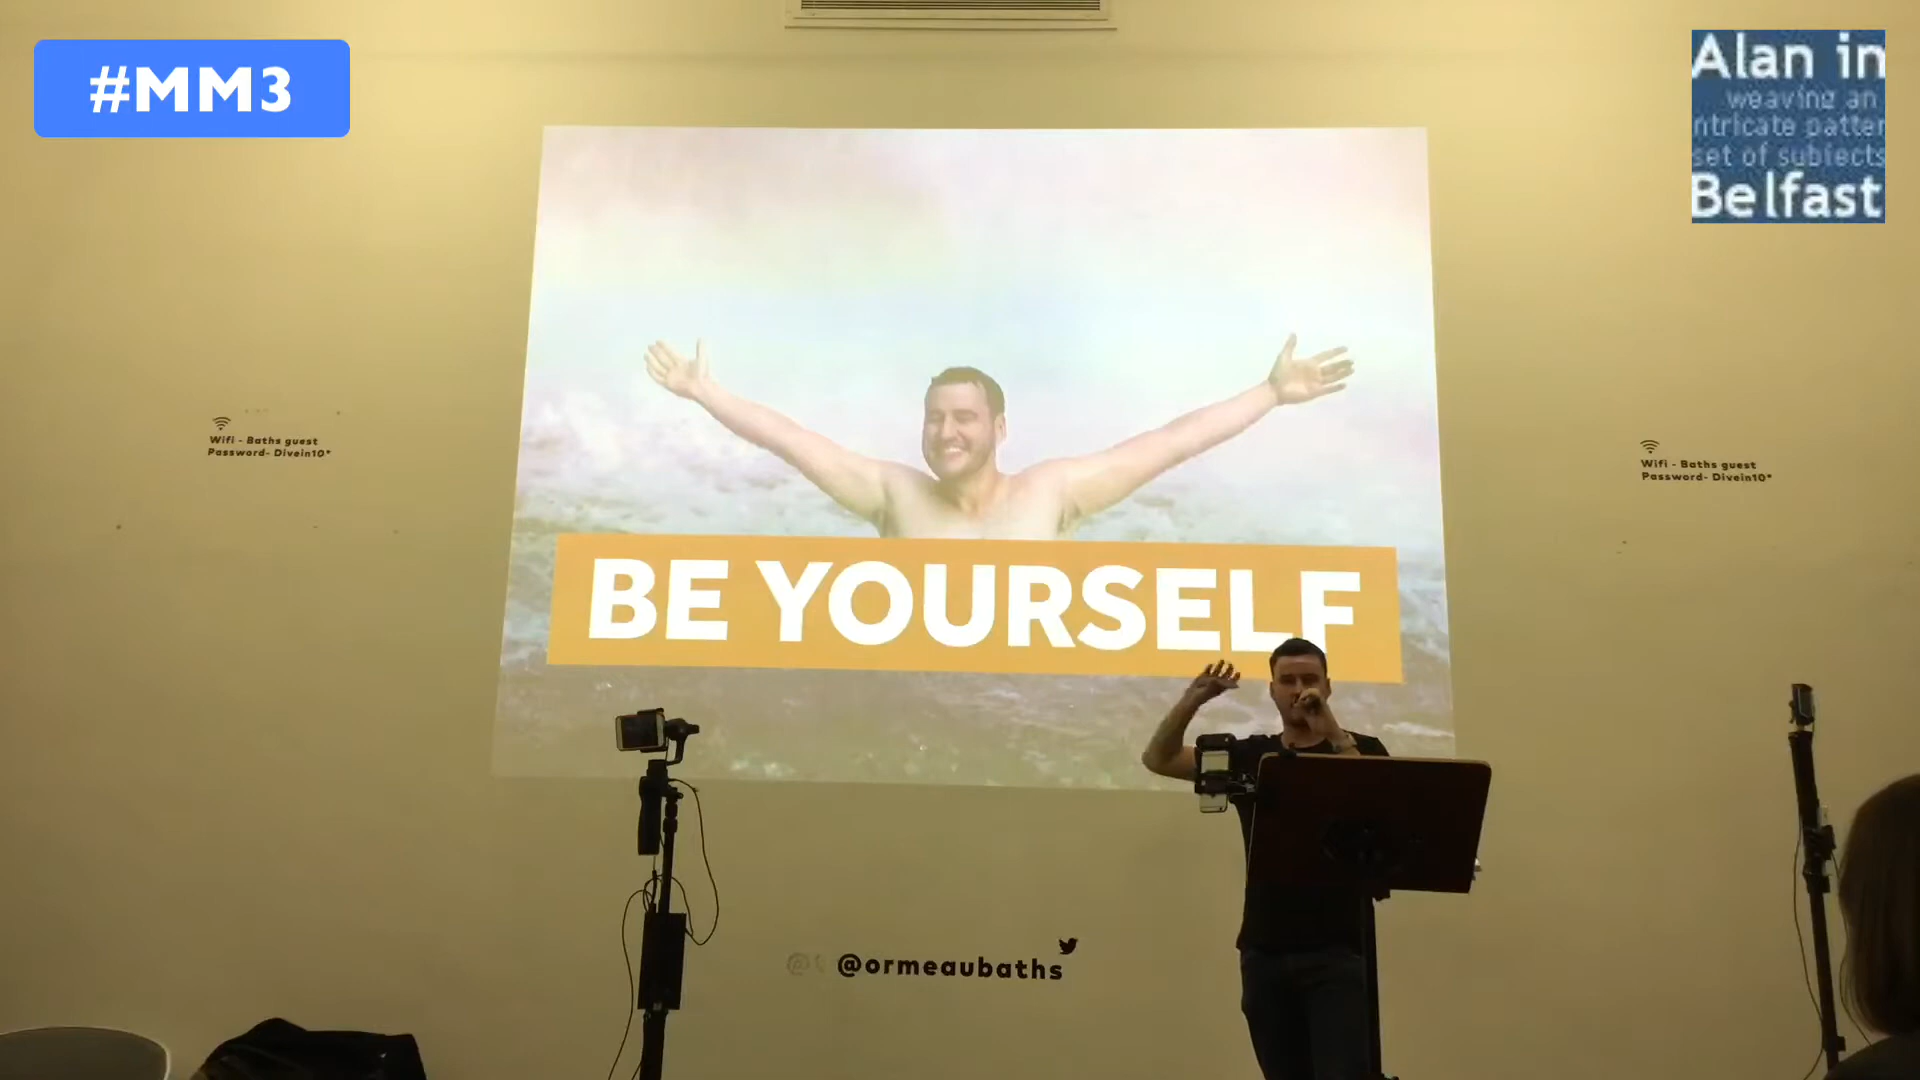 #MM3
Alan in
weaving an
ntricate patter
set of subjects
Belfast
BE YOURSELF
Wifi - Baths guest
Password- Divein10*
Wifi - Baths guest
Password- Divein10*
@ormeaubaths